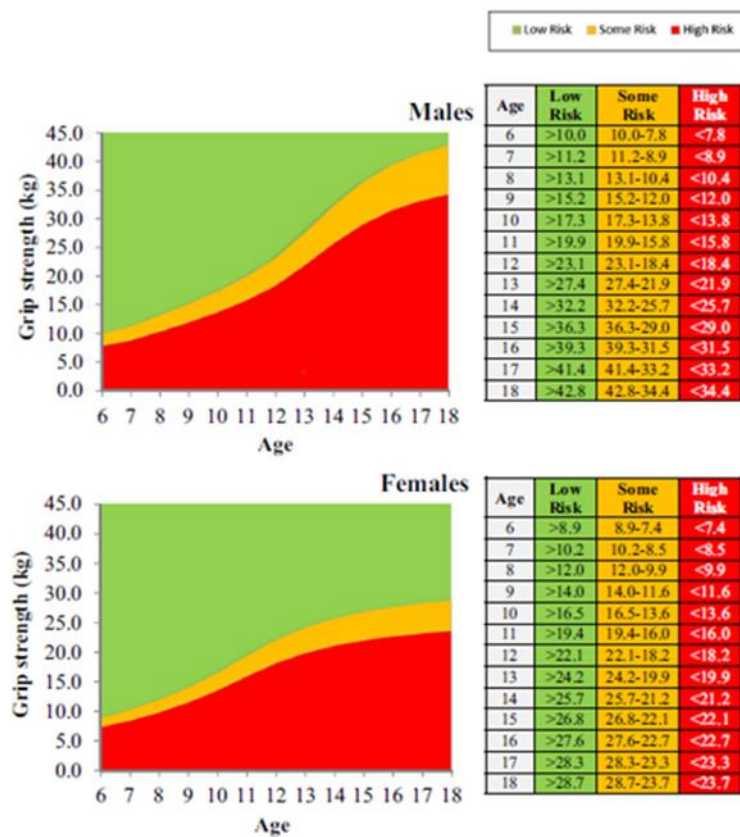 Low Risk Some Risk High Risk
Males
Grip strength (kg)
45.0
40.0
35.0
30.0
25.0
20.0
15.0
10.0
5.0
0.0
6 7 8 9 10 11 12 13 14 15 16 17 18
Age
Age Low Risk Some Risk High Risk
6 >10.0 10.0-7.8 <7.8
7 >11.2 11.2-8.9 <8.9
8 >13.1 13.1-10.4 <10.4
9 >15.2 15.2-12.0 <12.0
10 >17.3 17.3-13.8 <13.8
11 >19.9 19.9-15.8 <15.8
12 >23.1 23.1-18.4 <18.4
13 >27.4 27.4-21.9 <21.9
14 >32.2 32.2-25.7 <25.7
15 >36.3 36.3-29.0 <29.0
16 >39.3 39.3-31.5 <31.5
17 >41.4 41.4-33.2 <33.2
18 >42.8 42.8-34.4 <34.4
Females
Grip strength (kg)
45.0
40.0
35.0
30.0
25.0
20.0
15.0
10.0
5.0
0.0
6 7 8 9 10 11 12 13 14 15 16 17 18
Age
Age Low Risk Some Risk High Risk
6 >8.9 8.9-7.4 <7.4
7 >10.2 10.2-8.5 <8.5
8 >12.0 12.0-9.9 <9.9
9 >14.0 14.0-11.6 <11.6
10 >16.5 16.5-13.6 <13.6
11 >19.4 19.4-16.0 <16.0
12 >22.1 22.1-18.2 <18.2
13 >24.2 24.2-19.9 <19.9
14 >25.7 25.7-21.2 <21.2
15 >26.8 26.8-22.1 <22.1
16 >27.6 27.6-22.7 <22.7
17 >28.3 28.3-23.3 <23.3
18 >28.7 28.7-23.7 <23.7